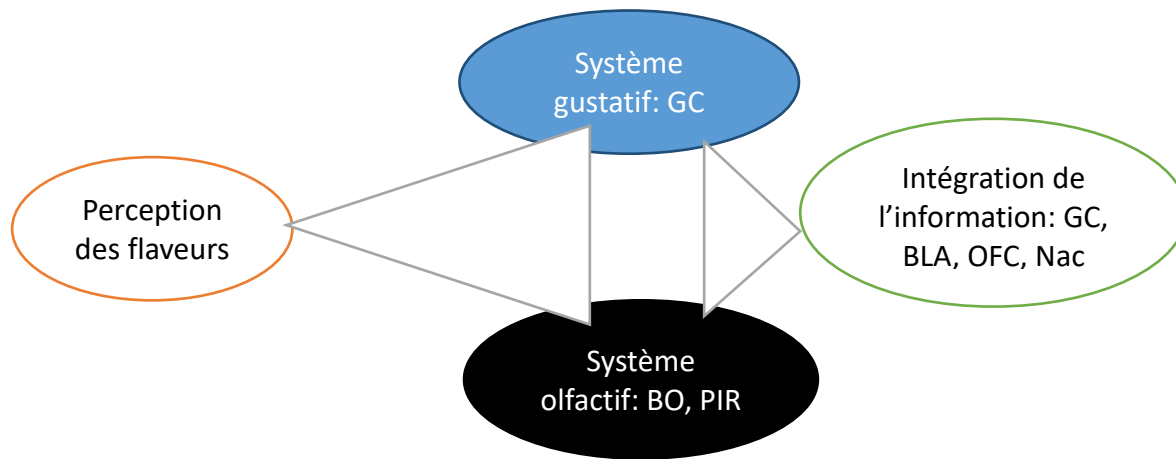 Perception
des flaveurs
Système
gustatif: GC
Système
olfactif: BO, PIR
Intégration de
l’information: GC,
BLA, OFC, Nac